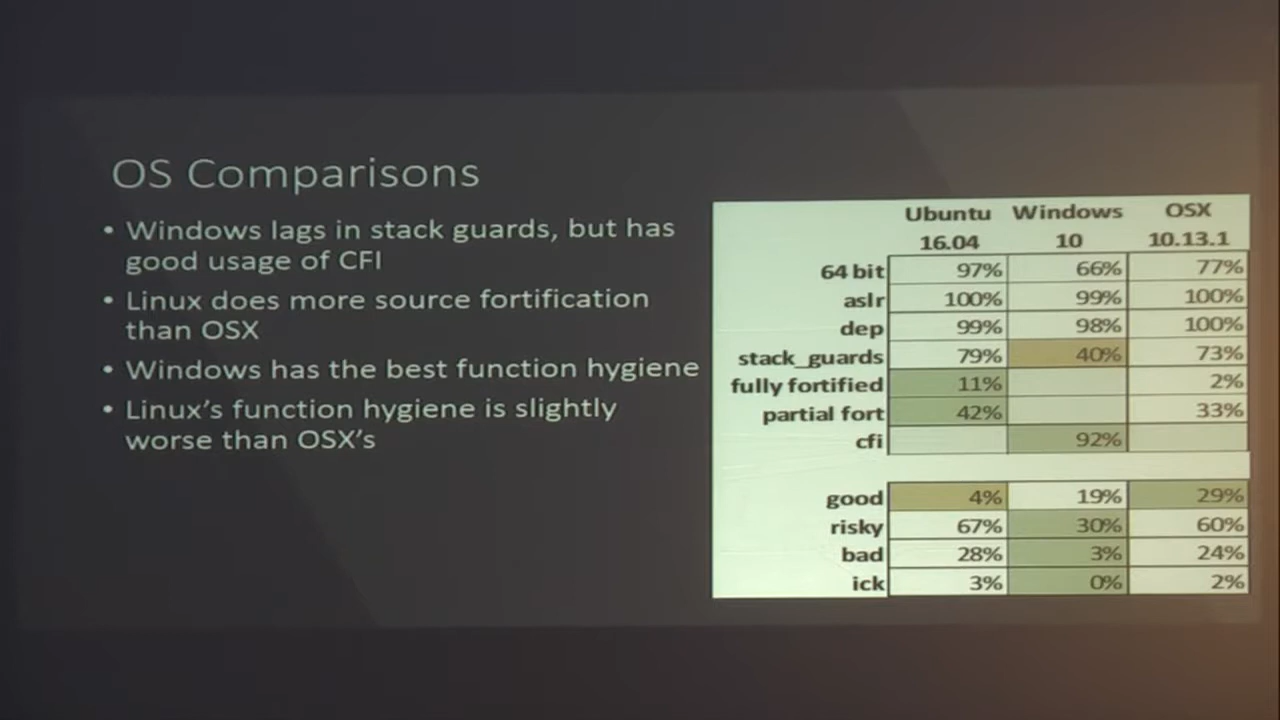 OS Comparisons
• Windows lags in stack guards, but has
good usage of CFI
• Linux does more source fortification
than OSX
• Windows has the best function hygiene
• Linux's function hygiene is slightly
worse than OSX's
Ubuntu Windows OSX
16.04 10 10.13.1
64 bit 97% 66% 77%
aslr 100% 99% 100%
dep 99% 98% 100%
stack_guards 79% 40% 73%
fully fortified 11% 2%
partial fort 42% 33%
cfi 92%
good 4% 19% 29%
risky 67% 30% 60%
bad 28% 3% 24%
ick 3% 0% 2%